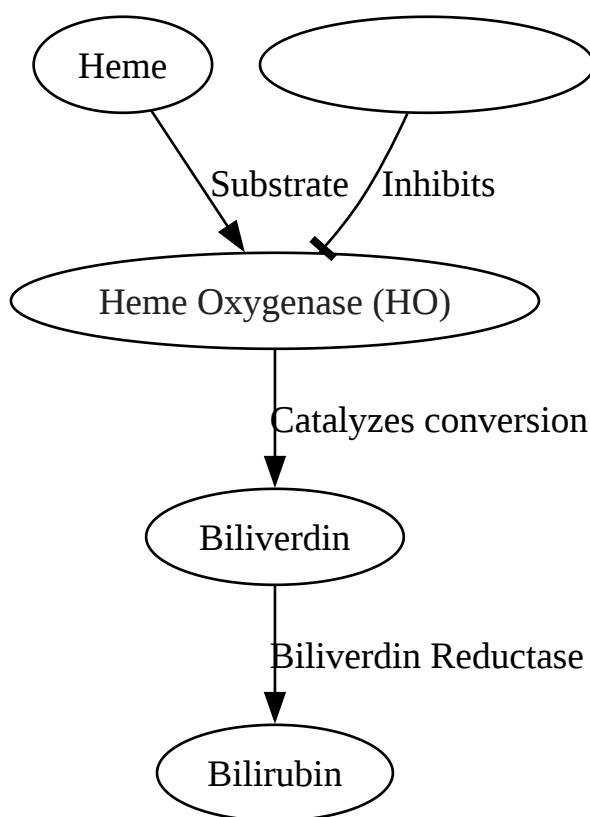 Heme
Substrate
Inhibits
Heme Oxygenase (HO)
Catalyzes conversion
Biliverdin
Biliverdin Reductase
Bilirubin